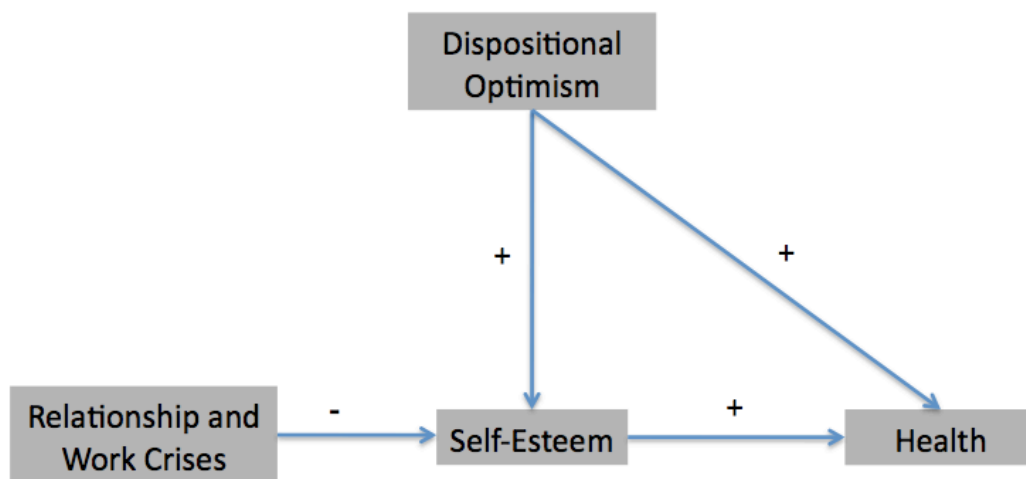 Dispositional
Optimism
+
+
Relationship and
Work Crises
-
Self-Esteem
+
Health